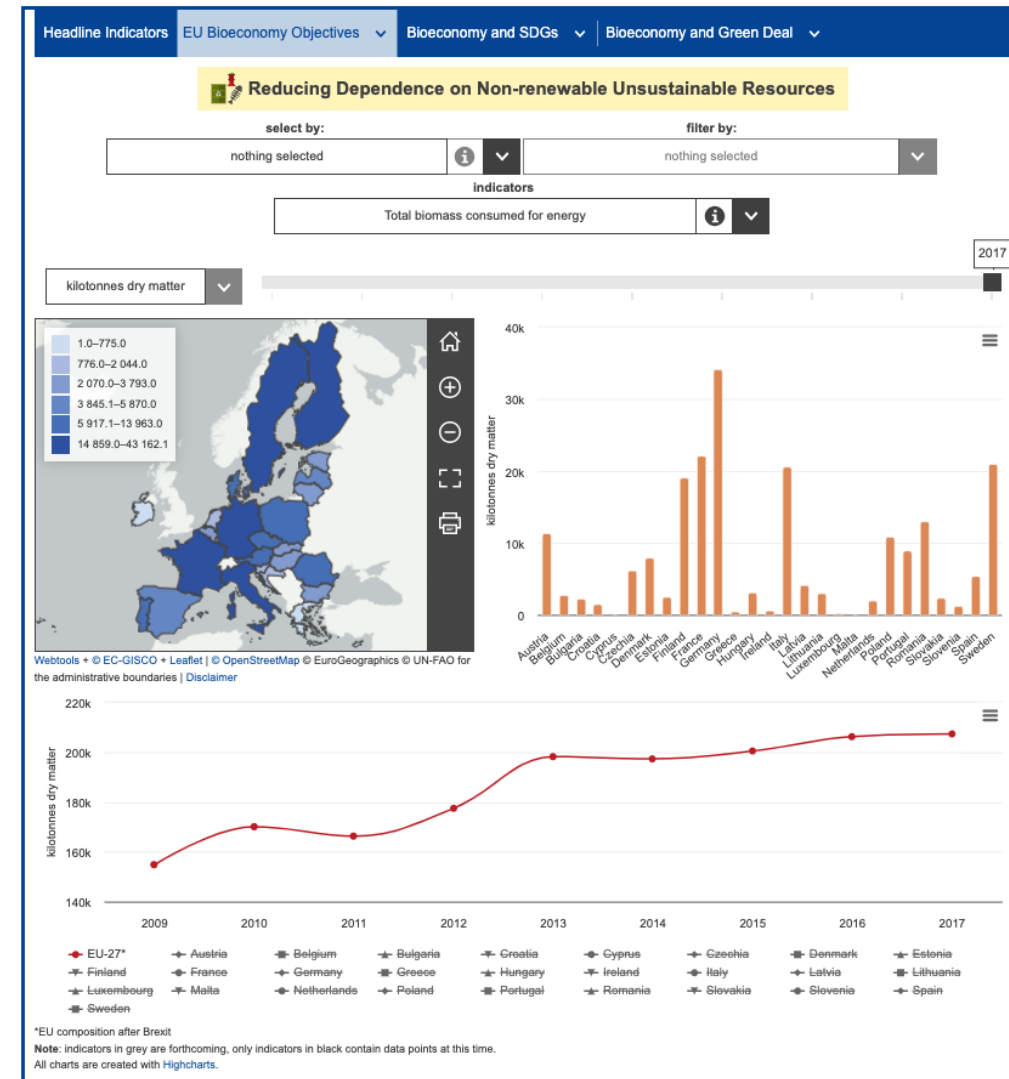 Headline Indicators EU Bioeconomy Objectives Bioeconomy and SDGs Bioeconomy and Green Deal
Reducing Dependence on Non-renewable Unsustainable Resources
select by: filter by:
nothing selected nothing selected
indicators
Total biomass consumed for energy
2017
kilotonnes dry matter
1.0–775.0
776.0–2 044.0
2 070.0–3 793.0
3 845.1–5 870.0
5 917.1–13 963.0
14 859.0–43 162.1
Webtools + © EC-GISCO + Leaflet | © OpenStreetMap © EuroGeographics © UN-FAO for
the administrative boundaries | Disclaimer
kilotonnes dry matter
40k
30k
20k
10k
0
Austria
Belgium
Bulgaria
Croatia
Cyprus
Czechia
Denmark
Estonia
Finland
France
Germany
Greece
Hungary
Ireland
Italy
Latvia
Lithuania
Luxembourg
Malta
Netherlands
Poland
Portugal
Romania
Slovakia
Slovenia
Spain
Sweden
kilotonnes dry matter
220k
200k
180k
160k
140k
2009 2010 2011 2012 2013 2014 2015 2016 2017
EU-27* Austria Belgium Bulgaria Croatia Cyprus Czechia Denmark Estonia
Finland France Germany Greece Hungary Ireland Italy Latvia Lithuania
Luxembourg Malta Netherlands Poland Portugal Romania Slovakia Slovenia Spain
Sweden
*EU composition after Brexit
Note: indicators in grey are forthcoming, only indicators in black contain data points at this time.
All charts are created with Highcharts.